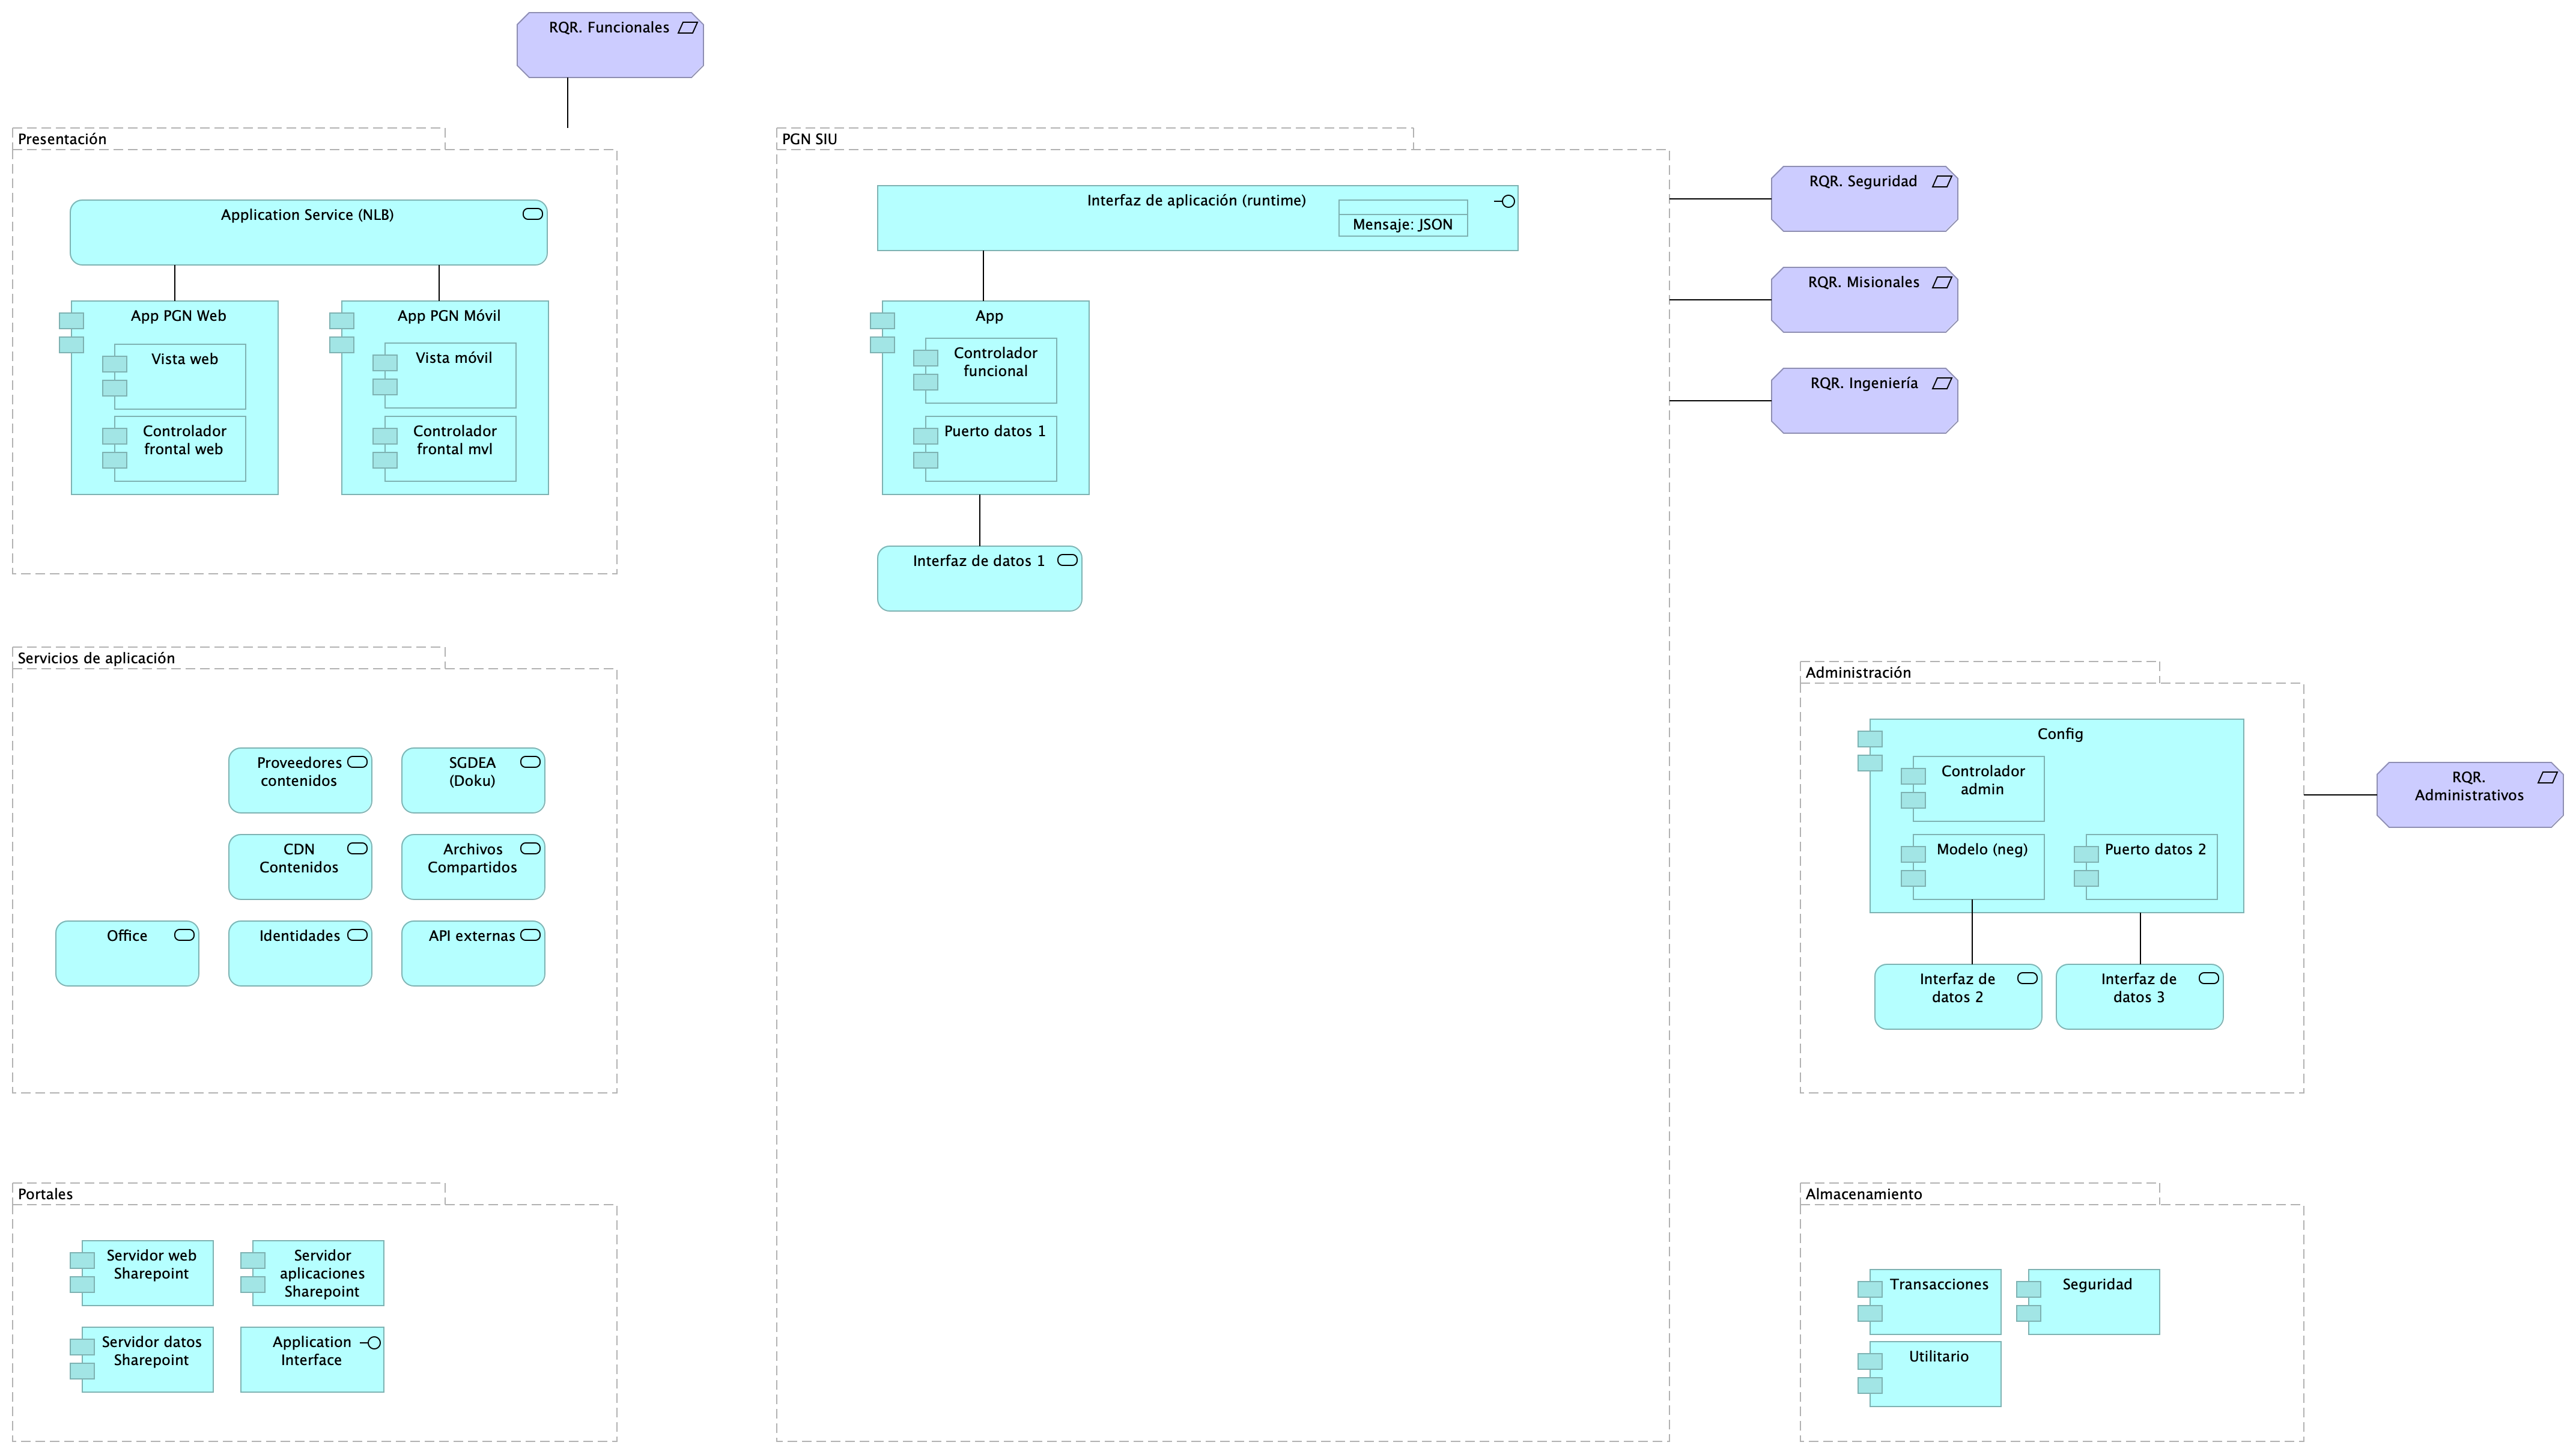 RQR. Funcionales
Presentación
Application Service (NLB)
App PGN Web
Vista web
Controlador
frontal web
App PGN Móvil
Vista móvil
Controlador
frontal mvl
PGN SIU
Interfaz de aplicación (runtime)
Mensaje: JSON
App
Controlador
funcional
Puerto datos 1
Interfaz de datos 1
RQR. Seguridad
RQR. Misionales
RQR. Ingeniería
Servicios de aplicación
Proveedores
contenidos
SGDEA
(Doku)
CDN
Contenidos
Archivos
Compartidos
Office
Identidades
API externas
Administración
Config
Controlador
admin
Modelo (neg)
Puerto datos 2
Interfaz de
datos 2
Interfaz de
datos 3
RQR.
Administrativos
Portales
Servidor web
Sharepoint
Servidor
aplicaciones
Sharepoint
Servidor datos
Sharepoint
Application
Interface
Almacenamiento
Transacciones
Seguridad
Utilitario